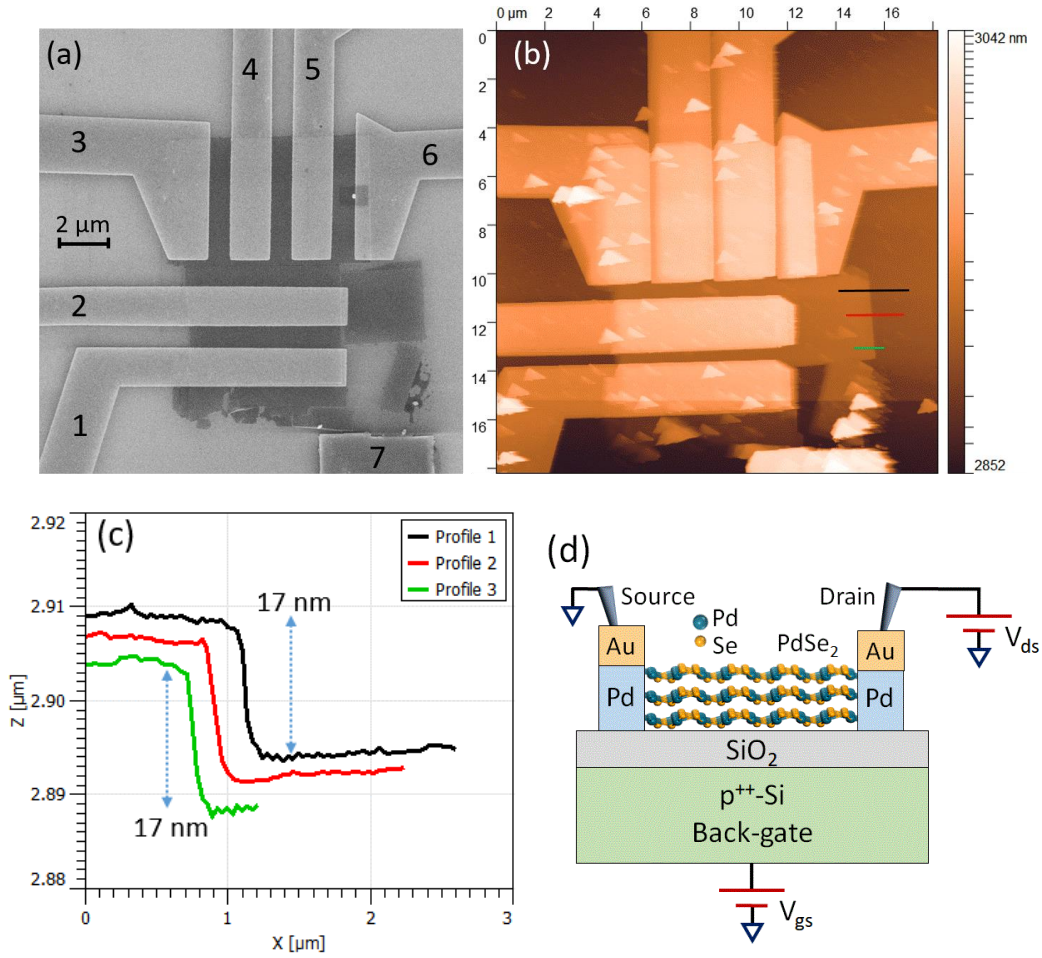 (a)
4 5
3
6
2 µm
2
1
7
(b)
0 µm 2 4 6 8 10 12 14 16
0
2
4
6
8
10
12
14
16
3042 nm
2852
(c)
2.92
2.91
2.90
2.89
2.88
Z [µm]
0 1 2 3
X [µm]
Profile 1
Profile 2
Profile 3
17 nm
17 nm
(d)
Source
Drain
Pd
Se
PdSe₂
Au
Au
Pd
Pd
V_ds
SiO₂
p⁺⁺-Si
Back-gate
V_gs